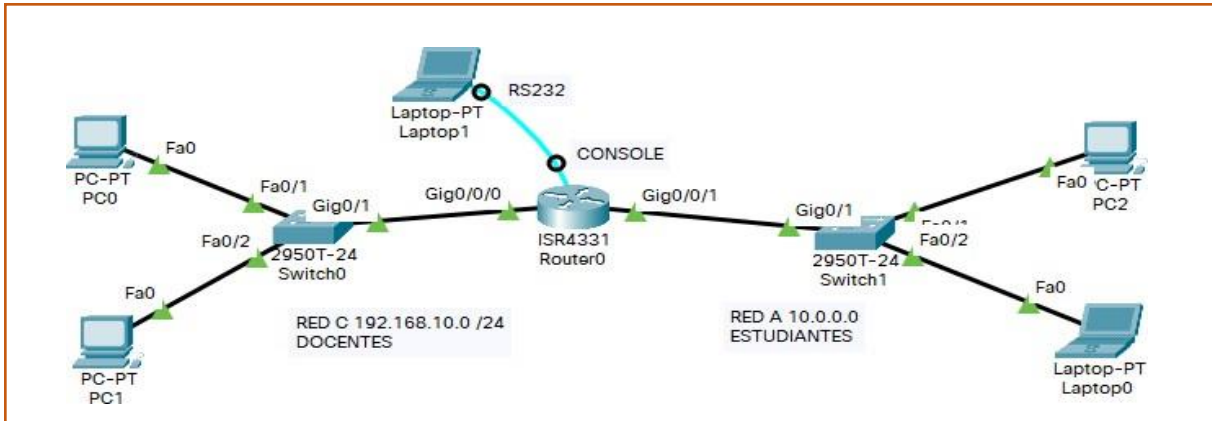 RS232
Laptop-PT
Laptop1
CONSOLE
Fa0
PC-PT
PC0
Fa0/1
Gig0/1
Gig0/0/0
ISR4331
Router0
Gig0/0/1
Gig0/1
Fa0
PC2
Fa0/2
2950T-24
Switch0
2950T-24
Switch1
Fa0/2
Fa0
PC-PT
PC1
Fa0
Laptop-PT
Laptop0
RED C 192.168.10.0 /24
DOCENTES
RED A 10.0.0.0
ESTUDIANTES